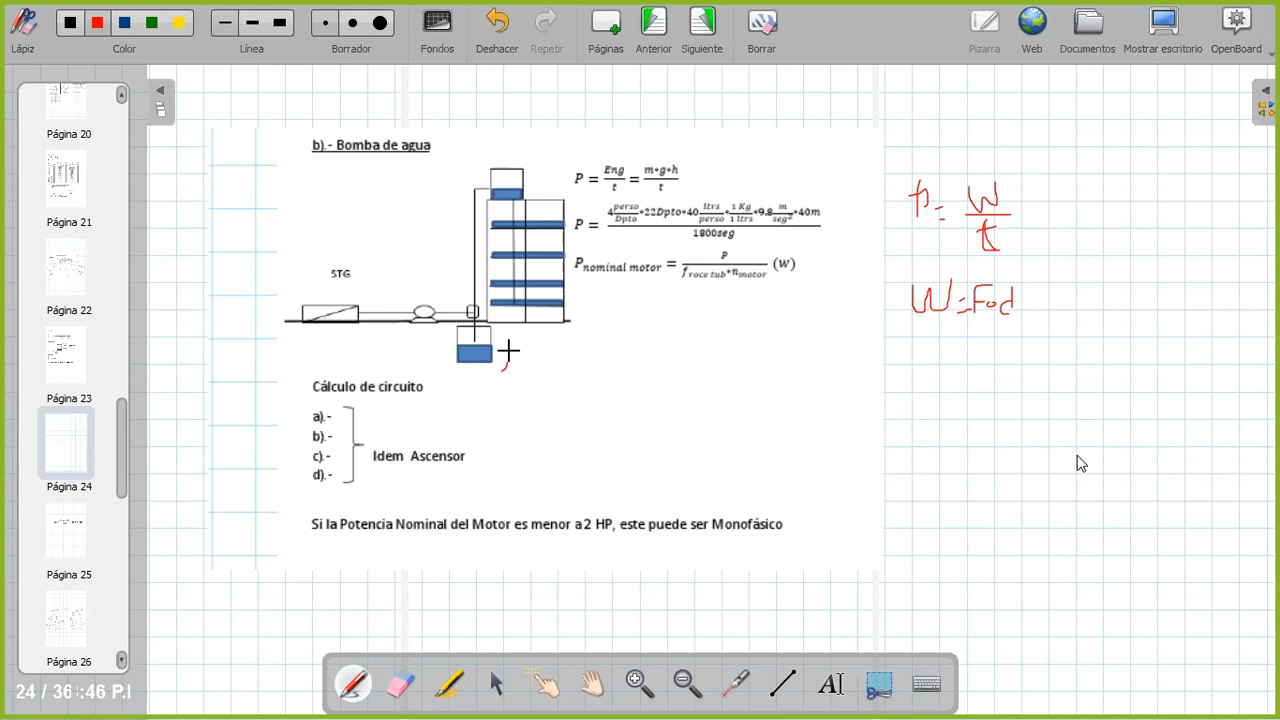 Lápiz
Color
Línea
Borrador
Fondos
Deshacer
Repetir
Páginas
Anterior
Siguiente
Borrar
Pizarra
Web
Documentos
Mostrar escritorio
OpenBoard
Página 20
Página 21
Página 22
Página 23
Página 24
Página 25
Página 26
24 / 36
:46 P.I
b).- Bomba de agua
P = Eng/t = m*g*h/t
P = 4 perso/Dpto*22Dpto*40 ltrs/perso*1 Kg/1 ltrs*9.8 m/seg²*40m / 1800seg
P nominal motor = P / f roce tub*n motor (W)
STG
Cálculo de circuito
a).-
b).-
c).-
d).-
Idem Ascensor
Si la Potencia Nominal del Motor es menor a 2 HP, este puede ser Monofásico
P = W/t
W = F·d
AI